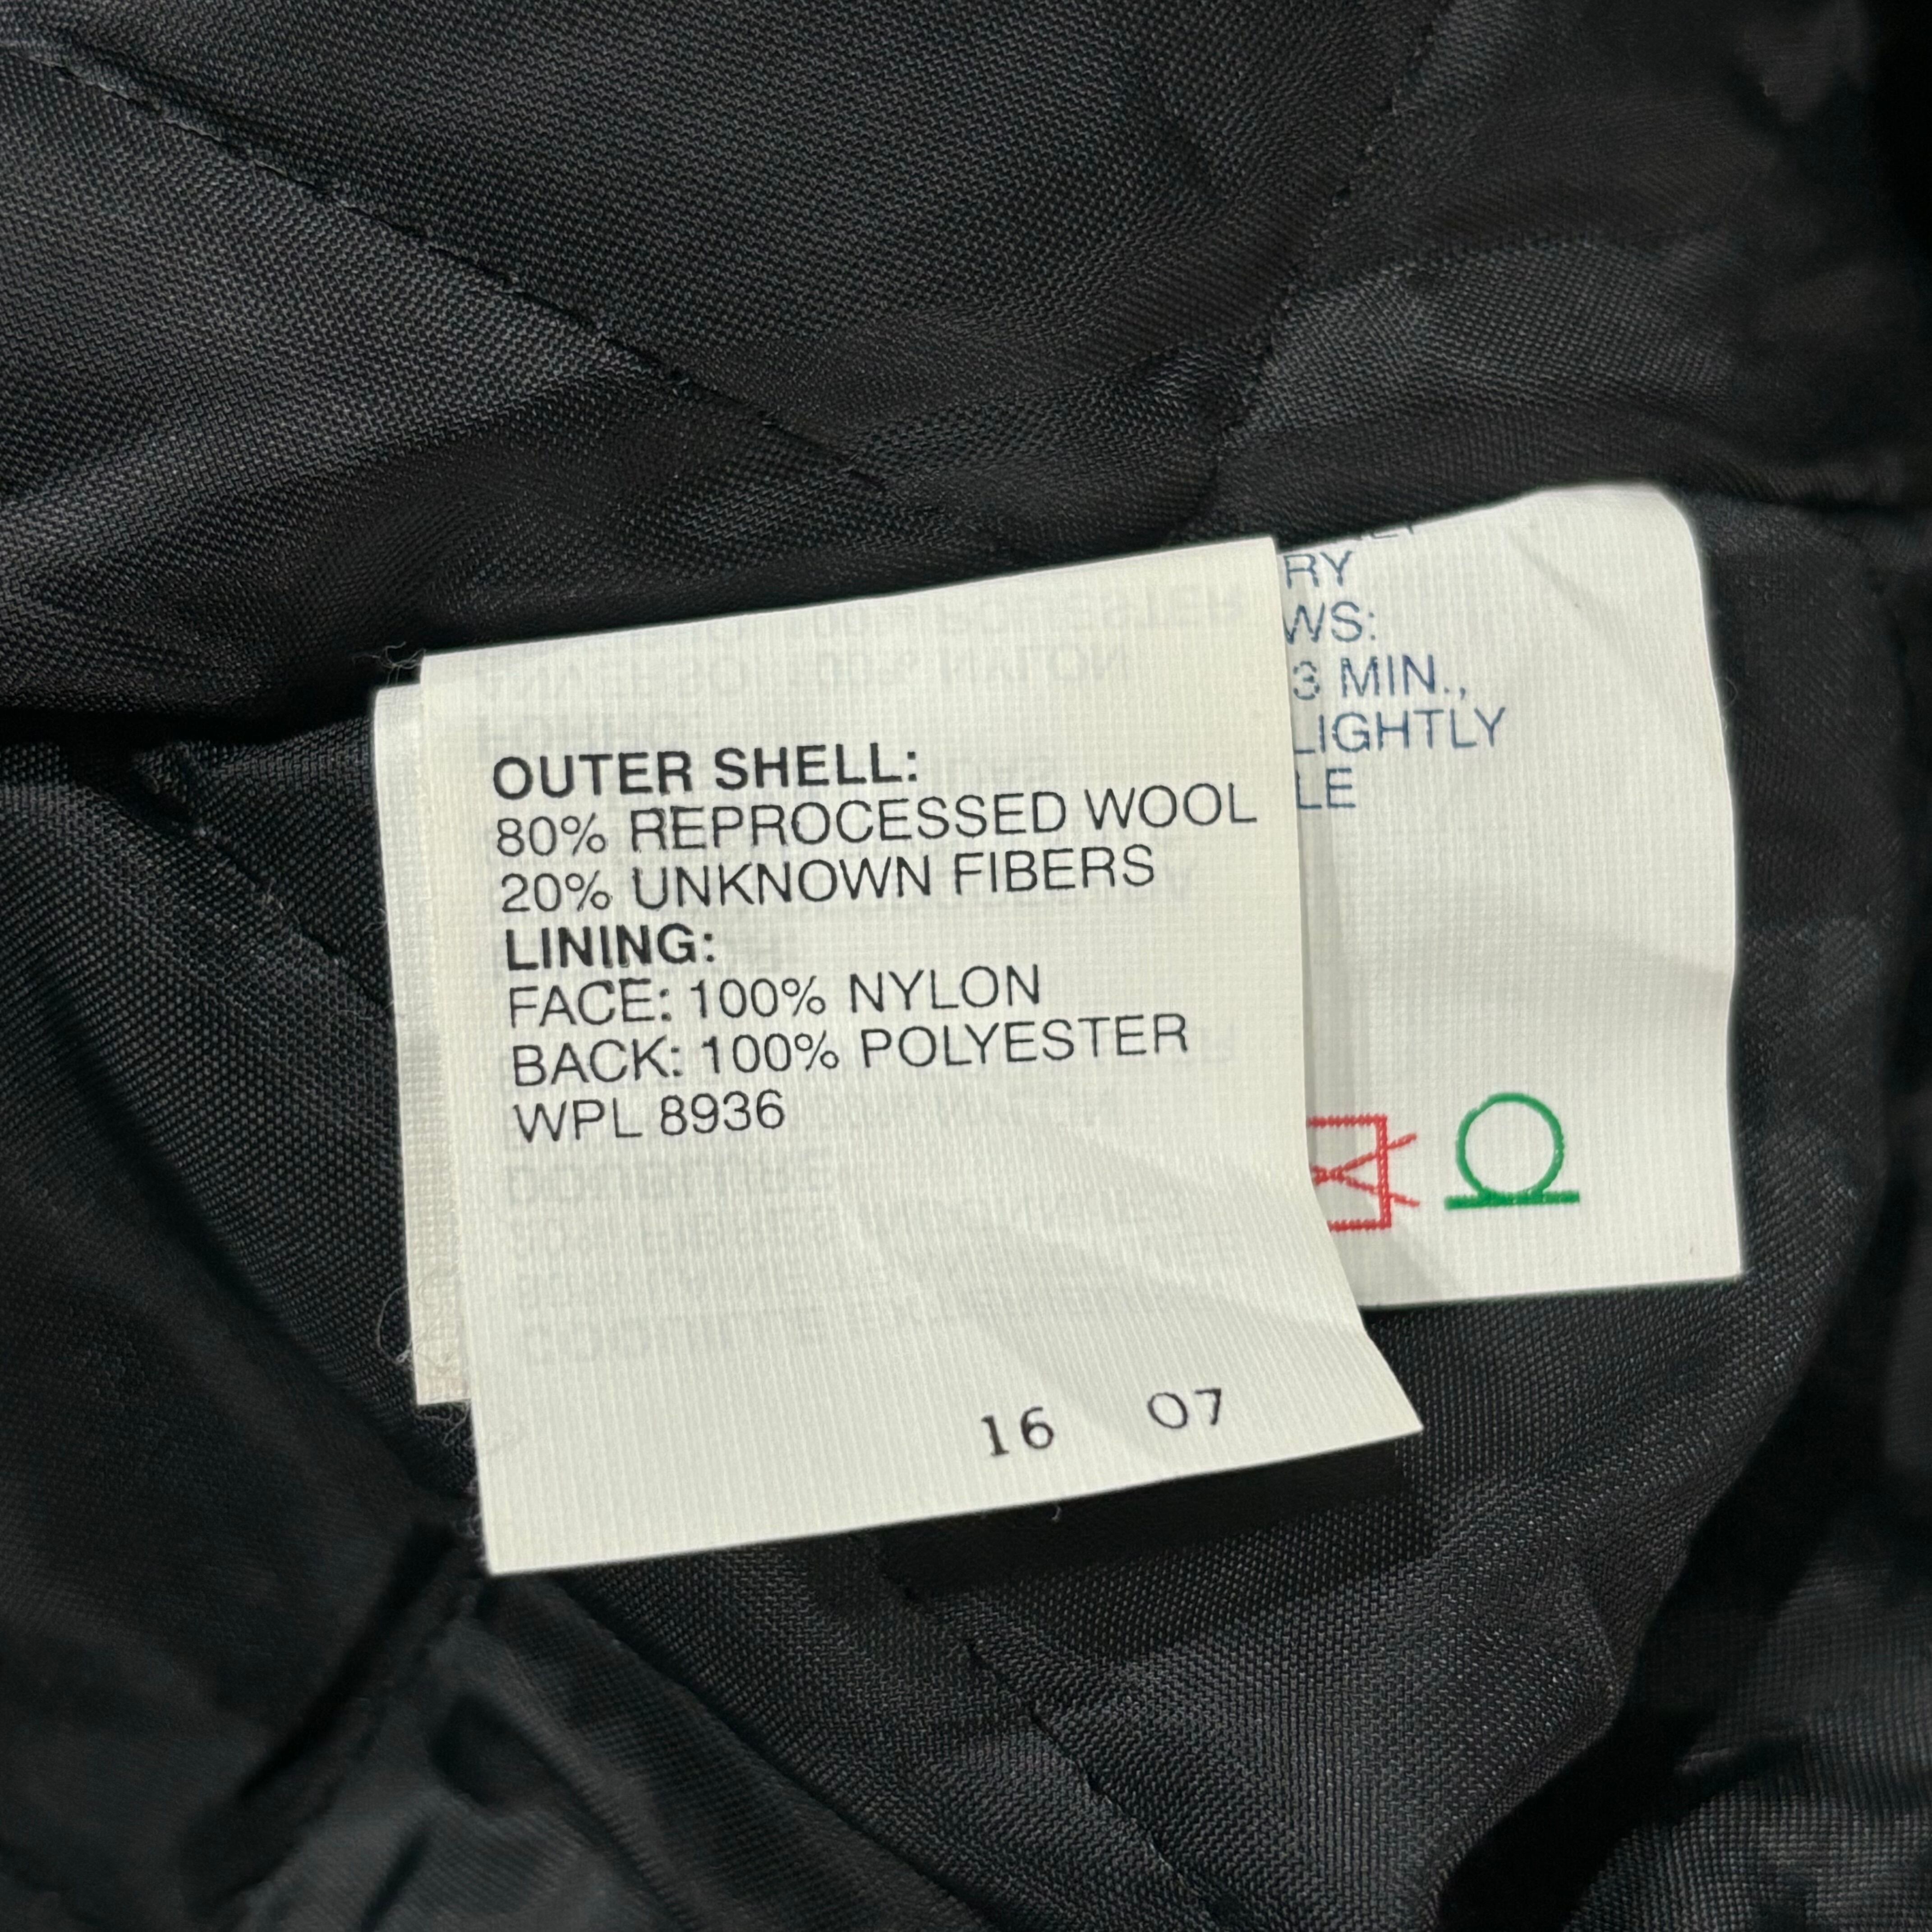 OUTER SHELL:
80% REPROCESSED WOOL
20% UNKNOWN FIBERS
LINING:
FACE: 100% NYLON
BACK: 100% POLYESTER
WPL 8936
16 07
RY
WS:
3 MIN.,
LIGHTLY
LE